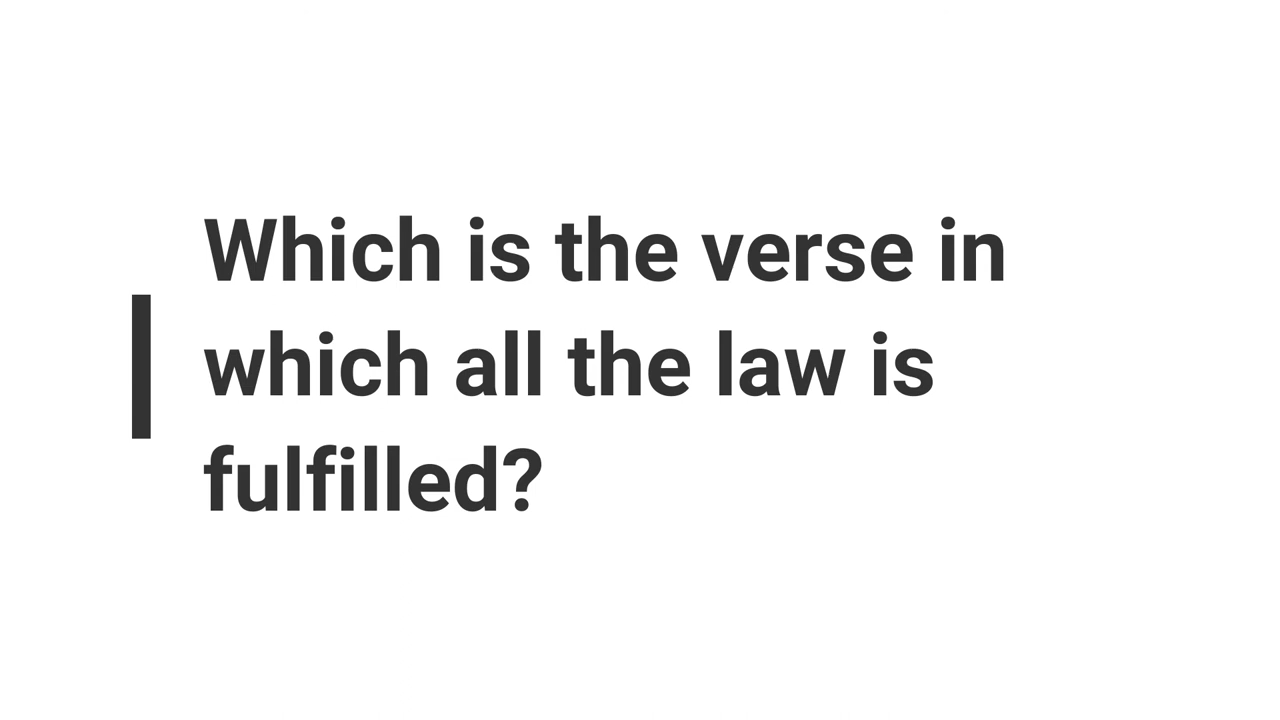 Which is the verse in
which all the law is
fulfilled?